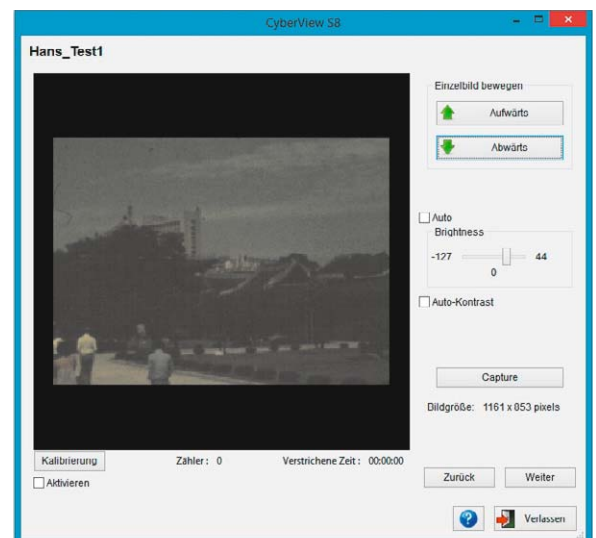 CyberView S8
Hans_Test1
Einzelbild bewegen
Aufwärts
Abwärts
Auto
Brightness
-127 44
0
Auto-Kontrast
Capture
Bildgröße: 1161 x 853 pixels
Kalibrierung Zähler: 0 Verstrichene Zeit: 00:00:00
Aktivieren
Zurück Weiter
? Verlassen